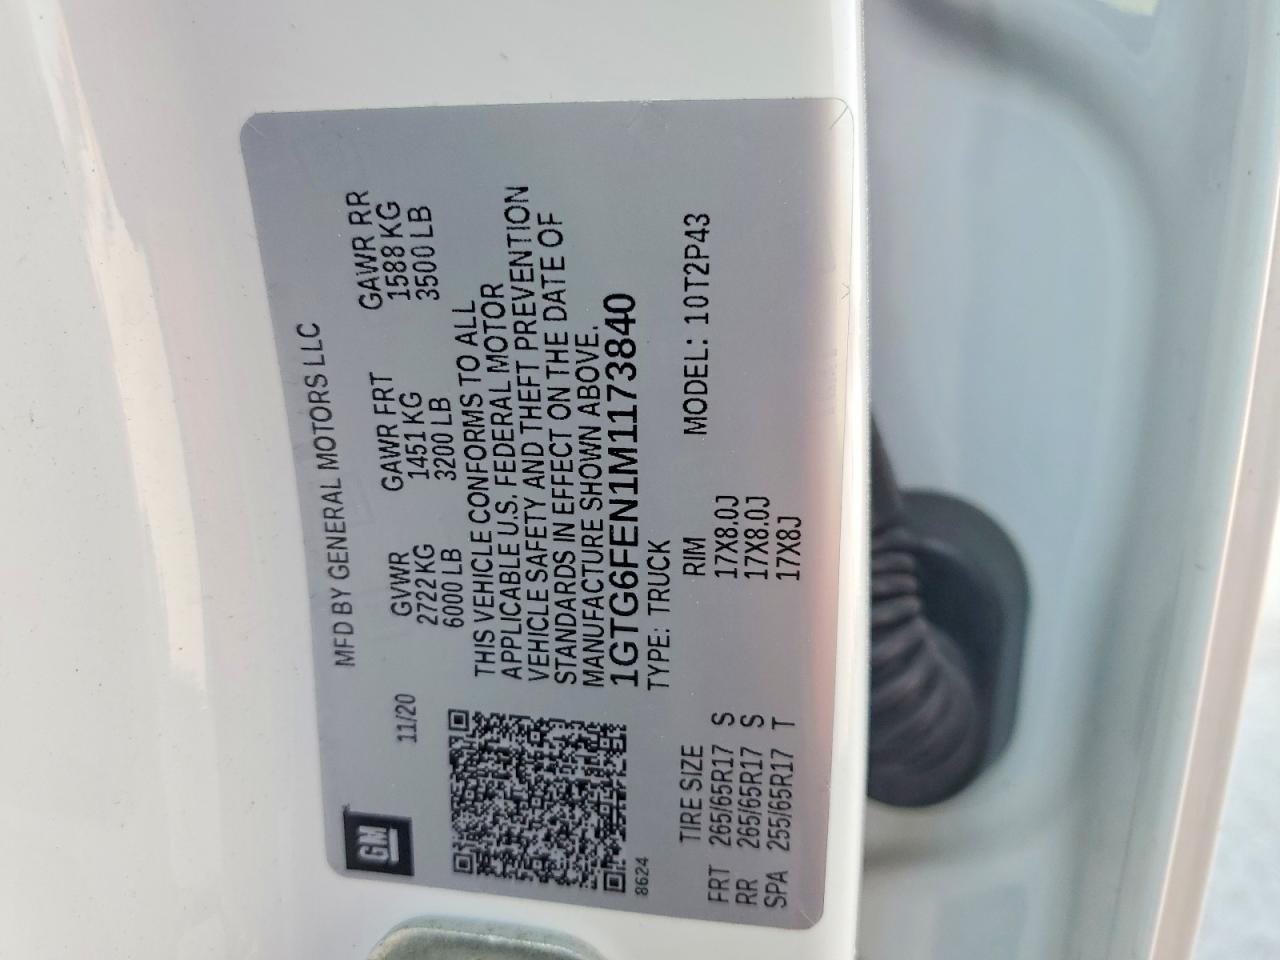 GM
MFD BY GENERAL MOTORS LLC
11/20
GVWR GAWR FRT GAWR RR
2722 KG 1451 KG 1588 KG
6000 LB 3200 LB 3500 LB
THIS VEHICLE CONFORMS TO ALL
APPLICABLE U.S. FEDERAL MOTOR
VEHICLE SAFETY AND THEFT PREVENTION
STANDARDS IN EFFECT ON THE DATE OF
MANUFACTURE SHOWN ABOVE.
1GTG6FEN1M1173840
8624
TYPE: TRUCK
TIRE SIZE RIM MODEL: 10T2P43
FRT 265/65R17 S 17X8.0J
RR 265/65R17 S 17X8.0J
SPA 255/65R17 T 17X8J